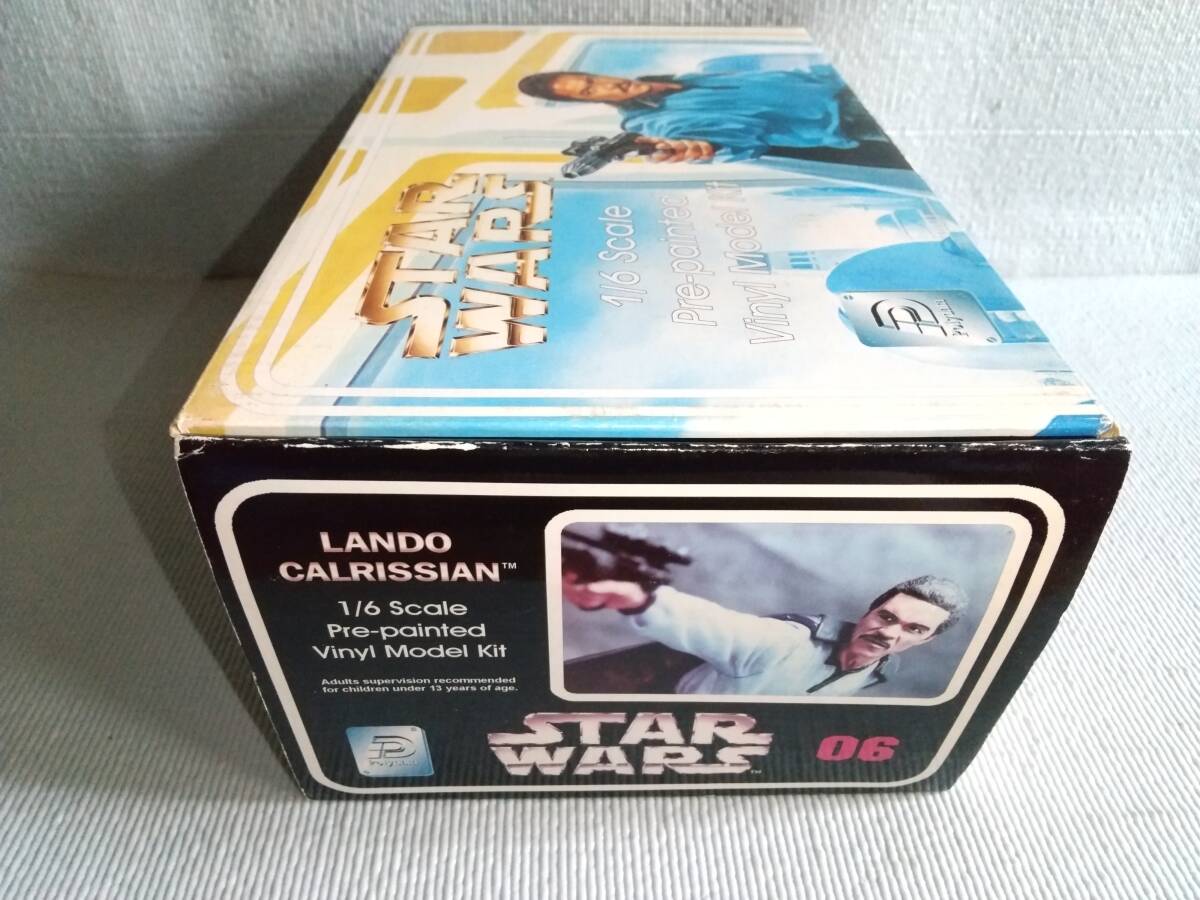 STAR
WARS
1/6 Scale
Pre-painted
Vinyl Model Kit
LANDO
CALRISSIAN™
1/6 Scale
Pre-painted
Vinyl Model Kit
Adults supervision recommended
for children under 13 years of age.
STAR
WARS™
06